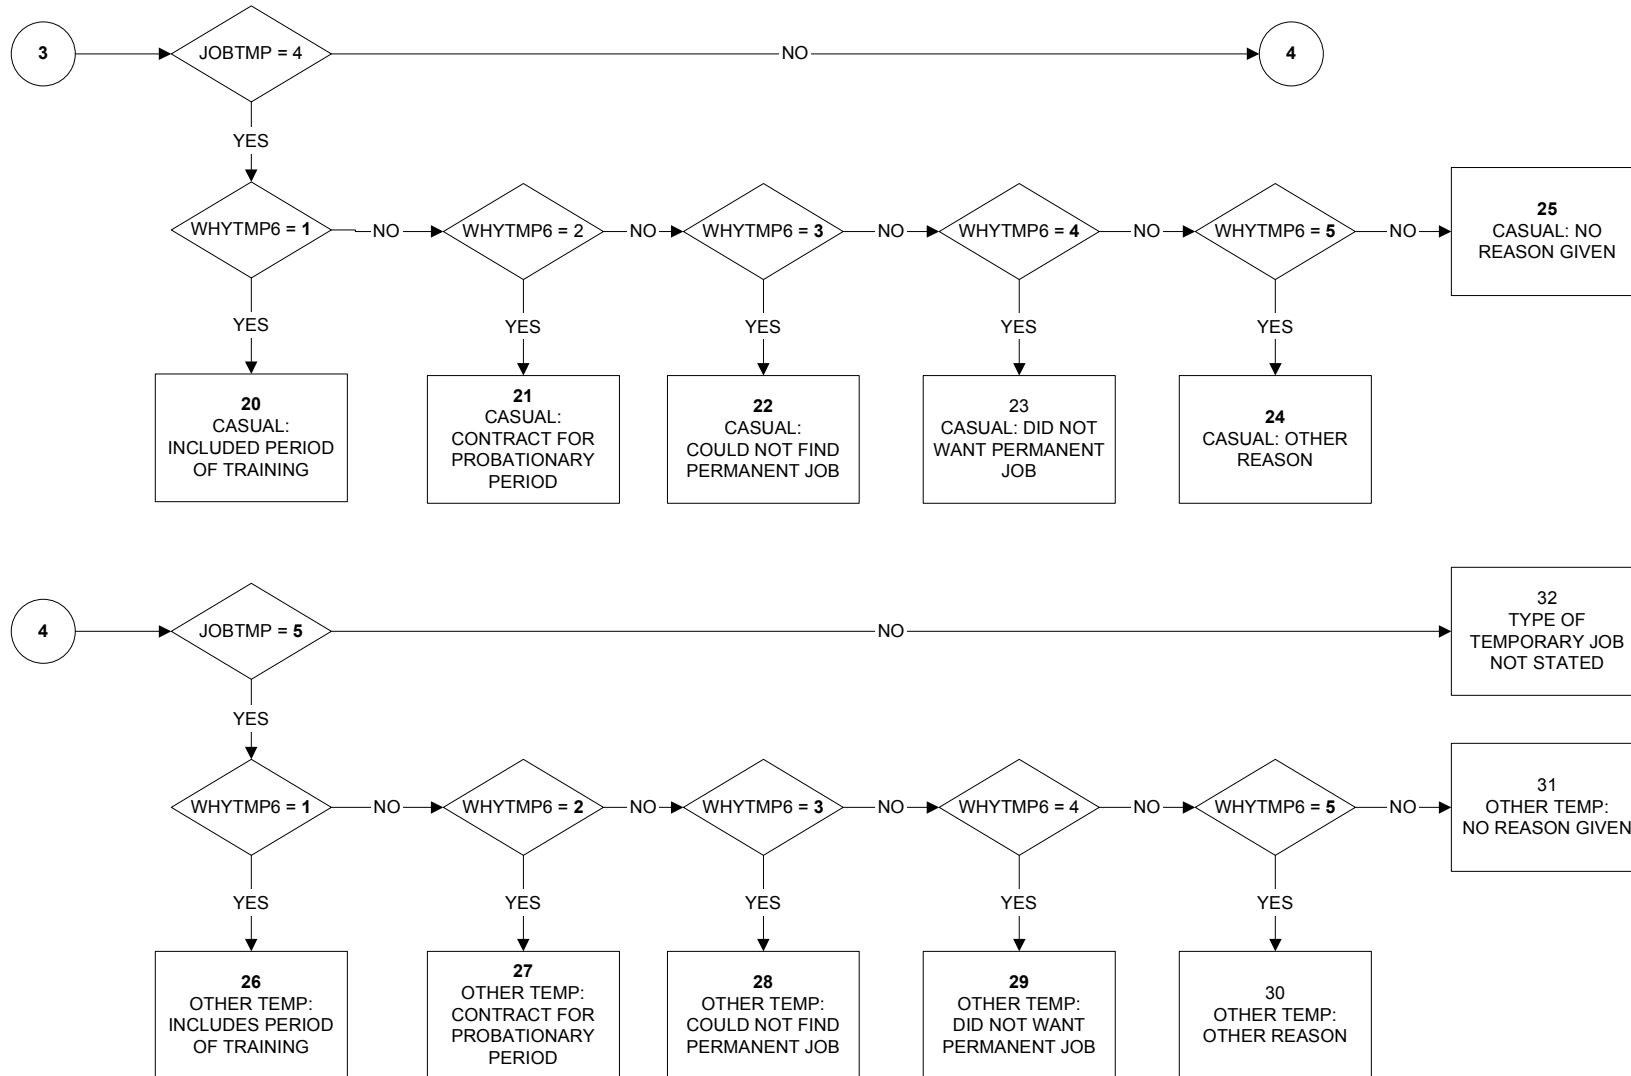 3
JOBTMP = 4
NO
4
YES
WHYTMP6 = 1
NO
WHYTMP6 = 2
NO
WHYTMP6 = 3
NO
WHYTMP6 = 4
NO
WHYTMP6 = 5
NO
25
CASUAL: NO
REASON GIVEN
YES
YES
YES
YES
YES
20
CASUAL:
INCLUDED PERIOD
OF TRAINING
21
CASUAL:
CONTRACT FOR
PROBATIONARY
PERIOD
22
CASUAL:
COULD NOT FIND
PERMANENT JOB
23
CASUAL: DID NOT
WANT PERMANENT
JOB
24
CASUAL: OTHER
REASON
4
JOBTMP = 5
NO
32
TYPE OF
TEMPORARY JOB
NOT STATED
YES
WHYTMP6 = 1
NO
WHYTMP6 = 2
NO
WHYTMP6 = 3
NO
WHYTMP6 = 4
NO
WHYTMP6 = 5
NO
31
OTHER TEMP:
NO REASON GIVEN
YES
YES
YES
YES
YES
26
OTHER TEMP:
INCLUDES PERIOD
OF TRAINING
27
OTHER TEMP:
CONTRACT FOR
PROBATIONARY
PERIOD
28
OTHER TEMP:
COULD NOT FIND
PERMANENT JOB
29
OTHER TEMP:
DID NOT WANT
PERMANENT JOB
30
OTHER TEMP:
OTHER REASON